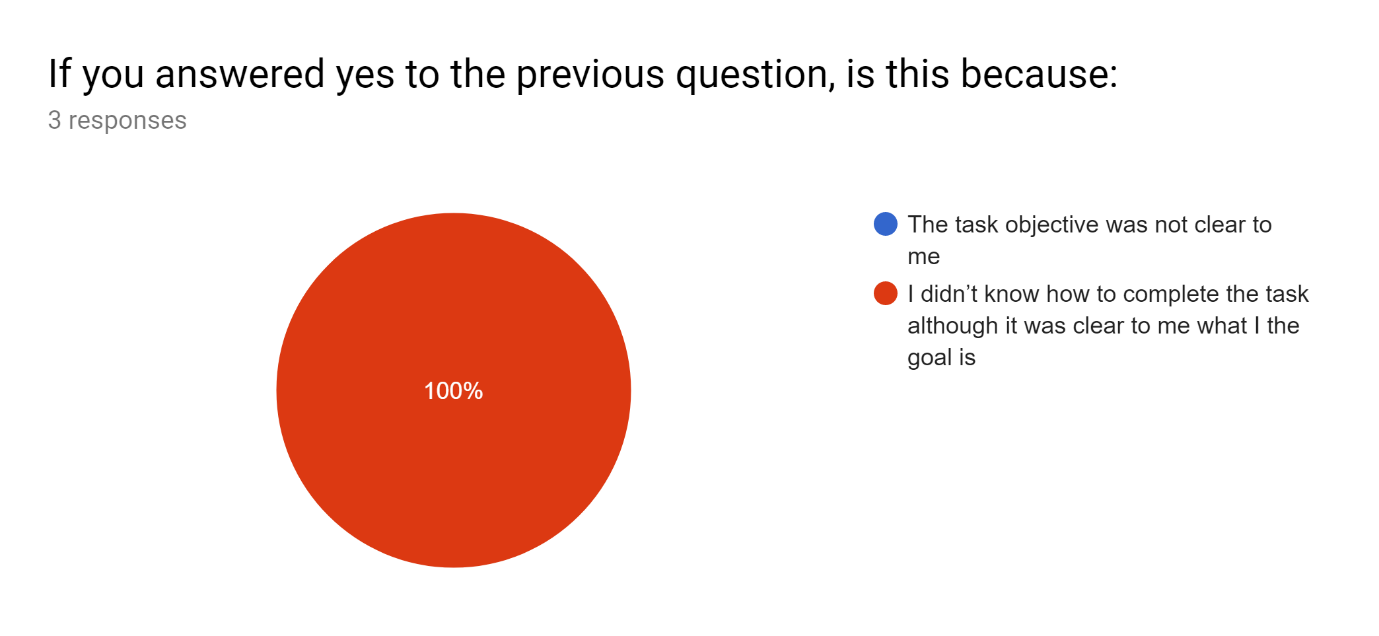 If you answered yes to the previous question, is this because:
3 responses
100%
The task objective was not clear to
me
I didn’t know how to complete the task
although it was clear to me what I the
goal is